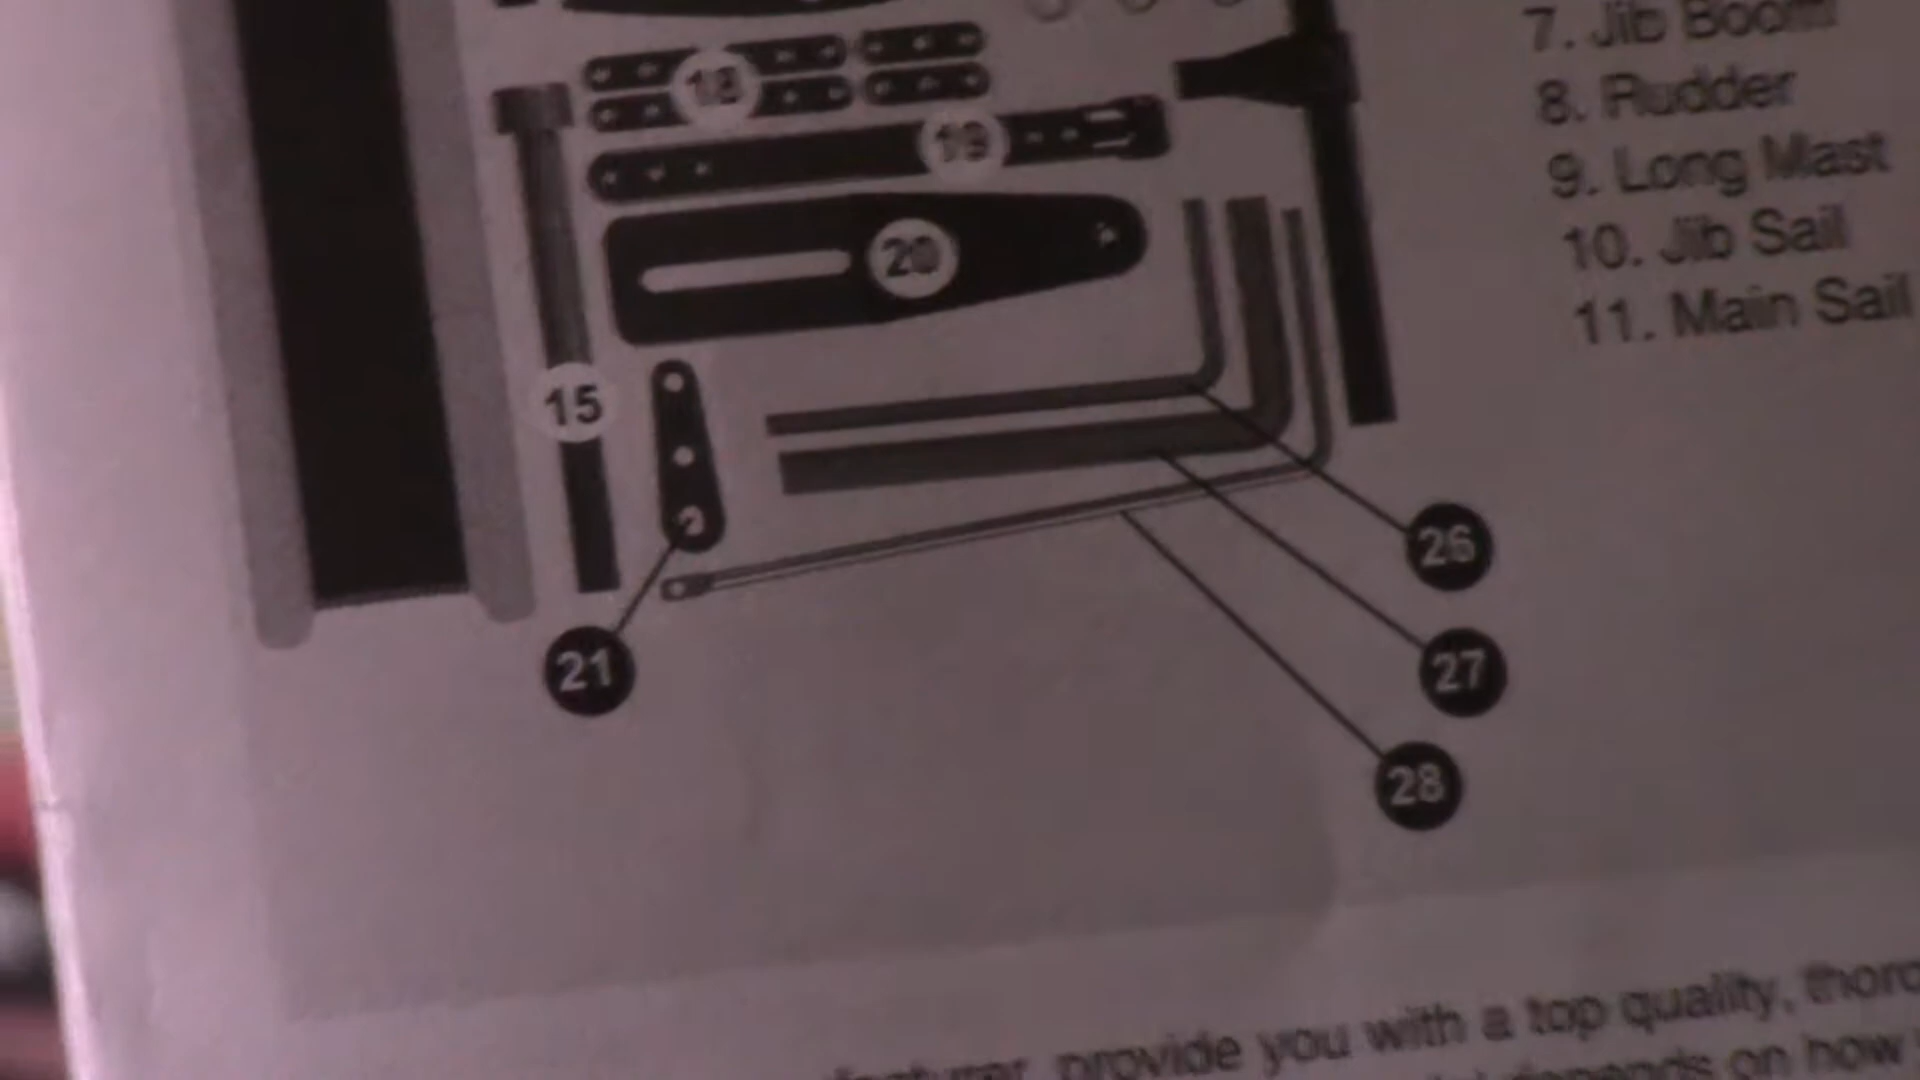 18
19
20
15
21
26
27
28
7. Jib Boom
8. Rudder
9. Long Mast
10. Jib Sail
11. Main Sail
provide you with a top quality,
depends on how